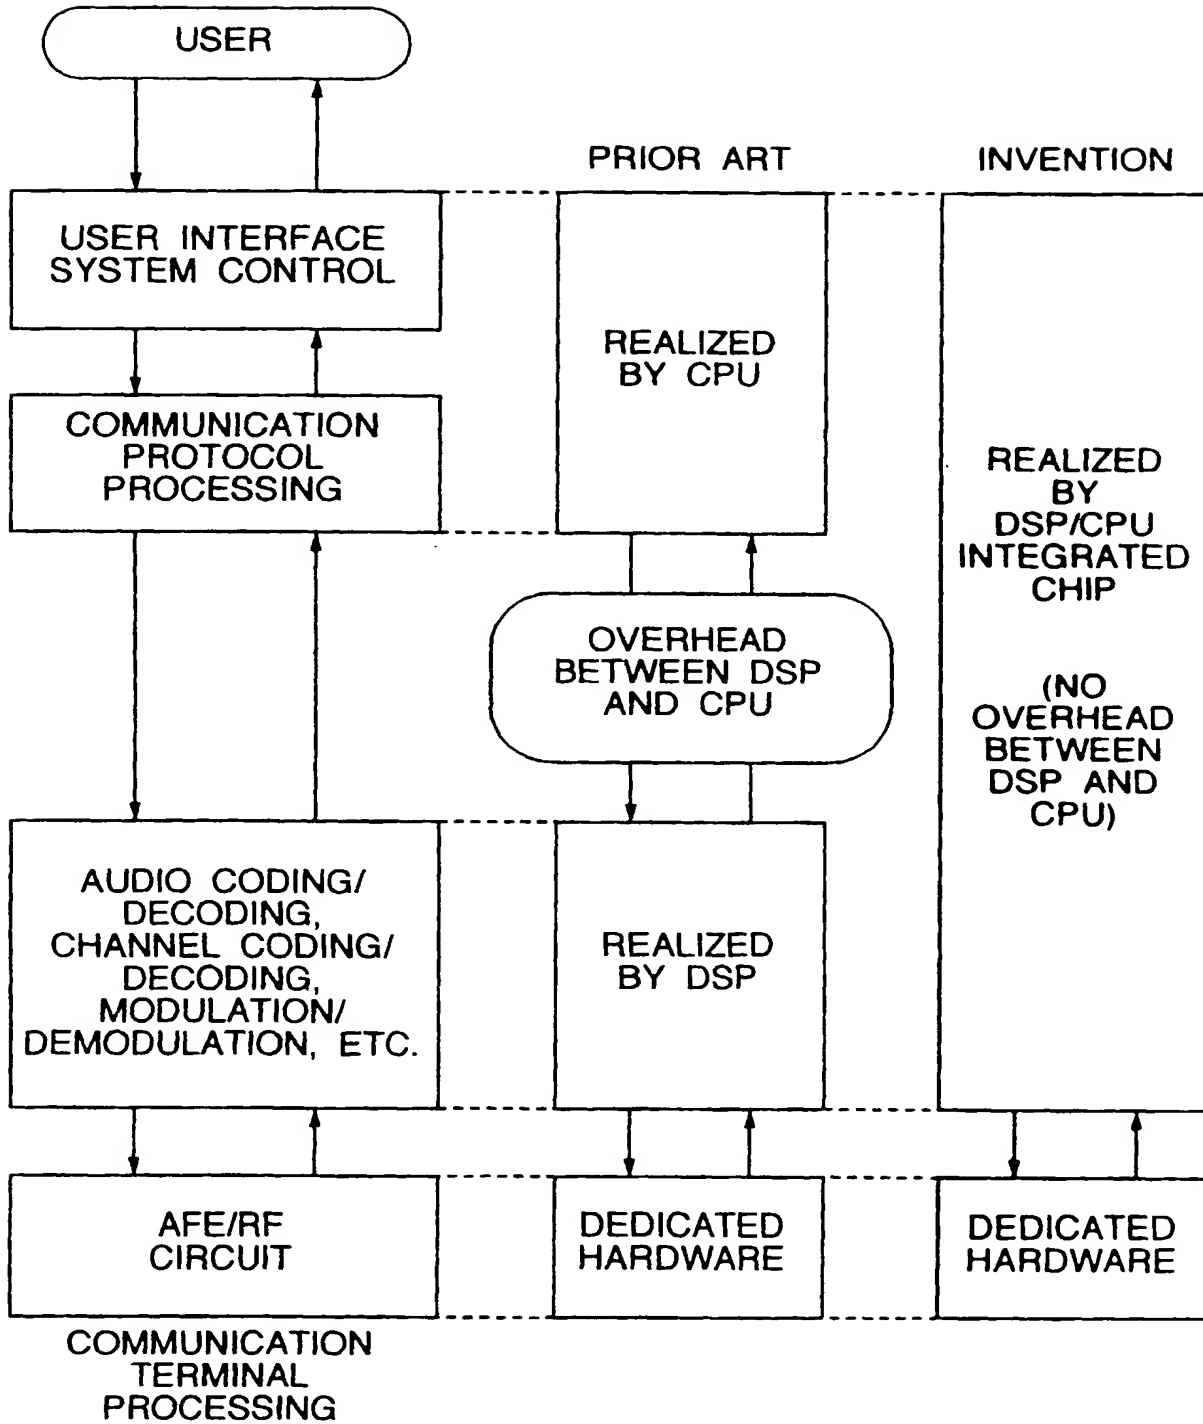 USER
PRIOR ART
INVENTION
USER INTERFACE
SYSTEM CONTROL
REALIZED
BY CPU
COMMUNICATION
PROTOCOL
PROCESSING
REALIZED
BY
DSP/CPU
INTEGRATED
CHIP
OVERHEAD
BETWEEN DSP
AND CPU
(NO
OVERHEAD
BETWEEN
DSP AND
CPU)
AUDIO CODING/
DECODING,
CHANNEL CODING/
DECODING,
MODULATION/
DEMODULATION, ETC.
REALIZED
BY DSP
AFE/RF
CIRCUIT
DEDICATED
HARDWARE
DEDICATED
HARDWARE
COMMUNICATION
TERMINAL
PROCESSING